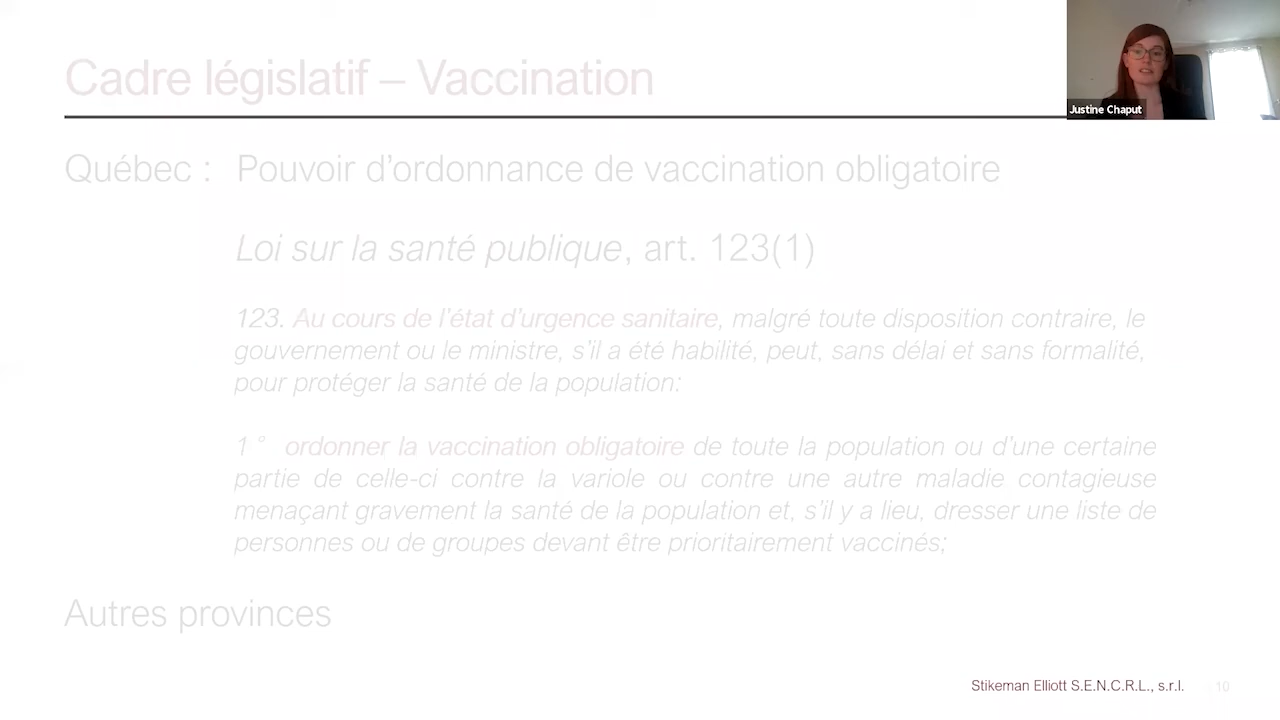 Cadre législatif – Vaccination
Justine Chaput
Québec : Pouvoir d’ordonnance de vaccination obligatoire
Loi sur la santé publique, art. 123(1)
123. Au cours de l’état d’urgence sanitaire, malgré toute disposition contraire, le
gouvernement ou le ministre, s’il a été habilité, peut, sans délai et sans formalité,
pour protéger la santé de la population:
1° ordonner la vaccination obligatoire de toute la population ou d’une certaine
partie de celle-ci contre la variole ou contre une autre maladie contagieuse
menaçant gravement la santé de la population et, s’il y a lieu, dresser une liste de
personnes ou de groupes devant être prioritairement vaccinés;
Autres provinces
Stikeman Elliott S.E.N.C.R.L., s.r.l. 10